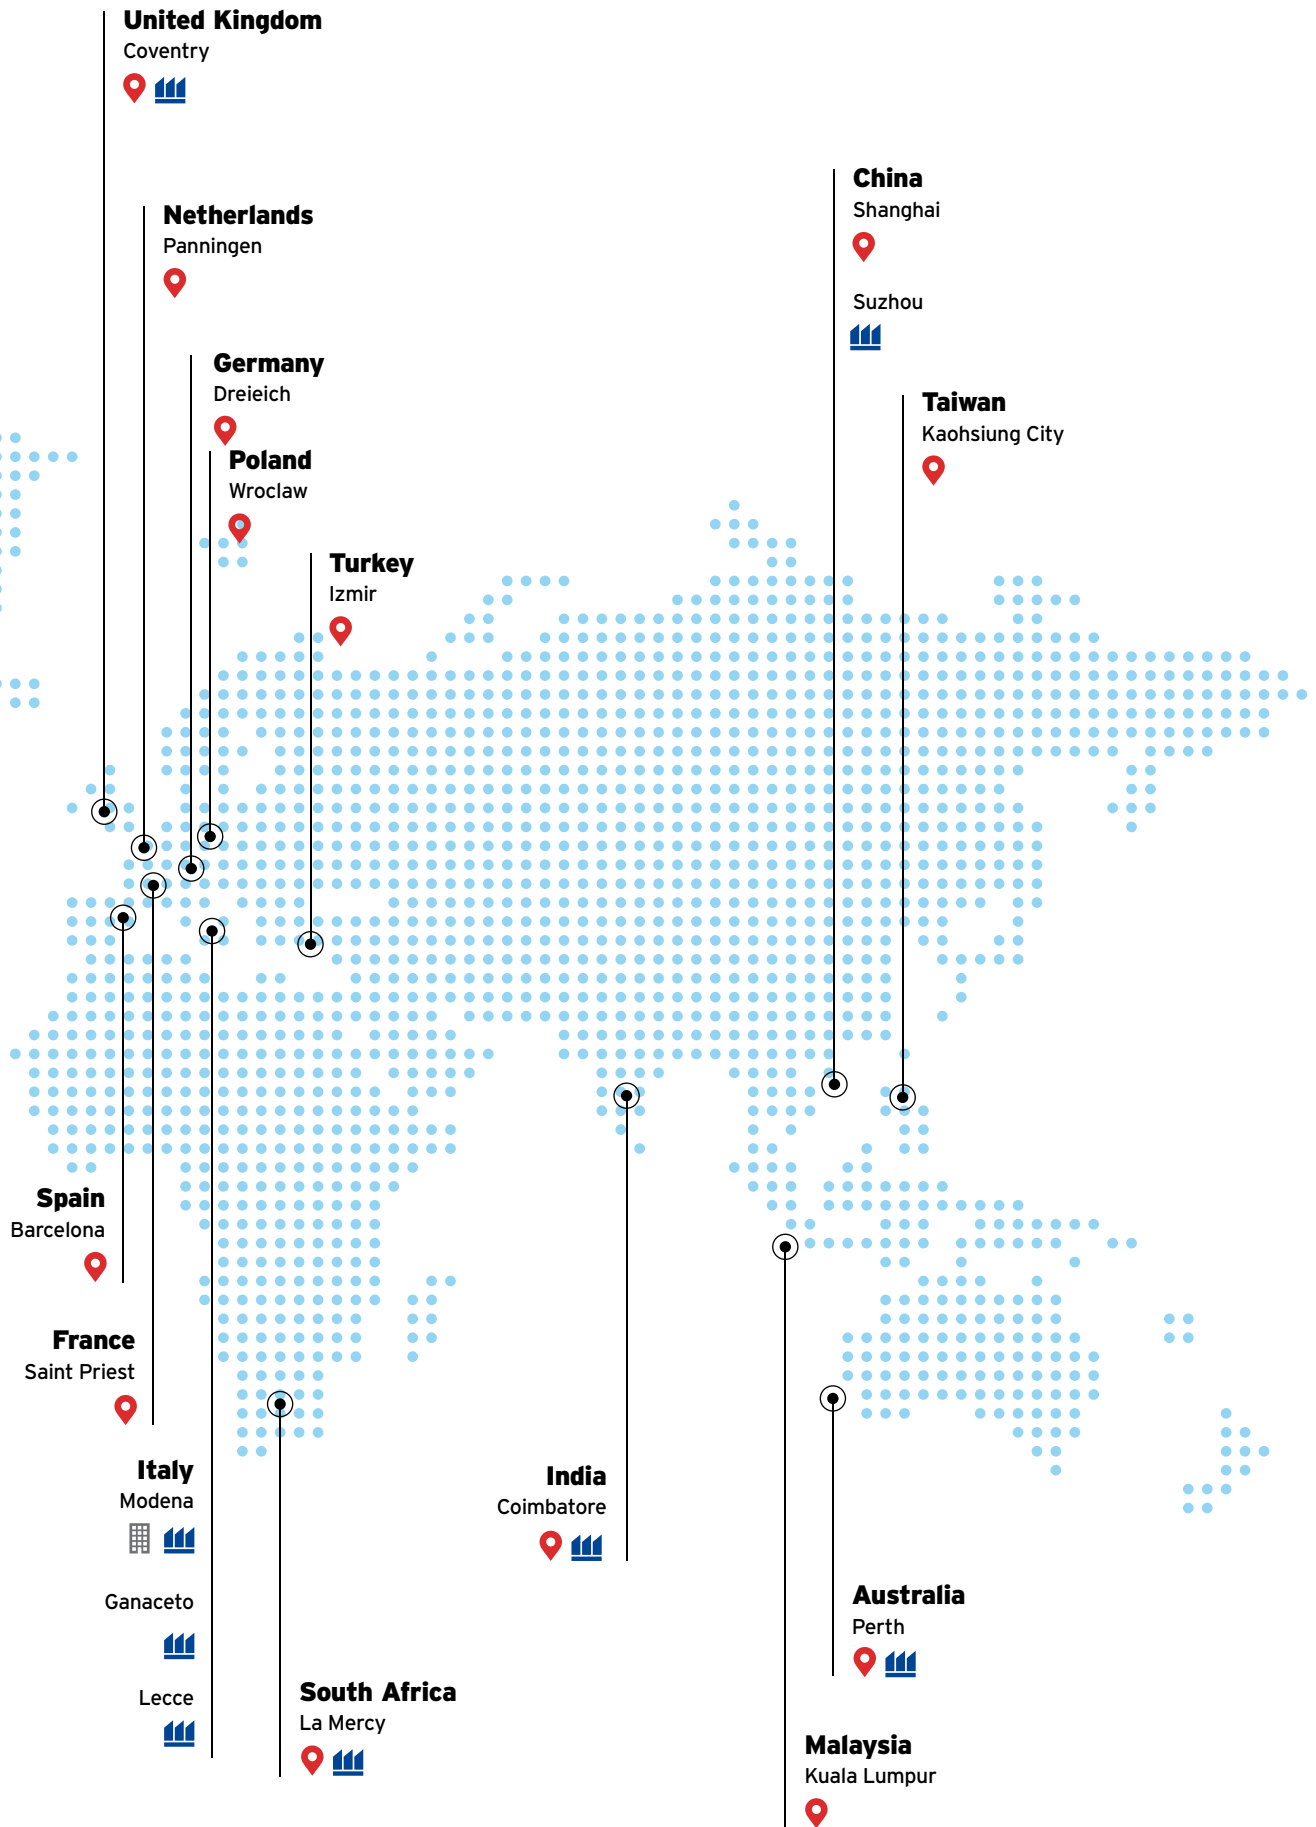 United Kingdom
Coventry
Netherlands
Panningen
Germany
Dreieich
Poland
Wroclaw
Turkey
Izmir
China
Shanghai
Suzhou
Taiwan
Kaohsiung City
Spain
Barcelona
France
Saint Priest
Italy
Modena
Ganaceto
Lecce
South Africa
La Mercy
India
Coimbatore
Australia
Perth
Malaysia
Kuala Lumpur